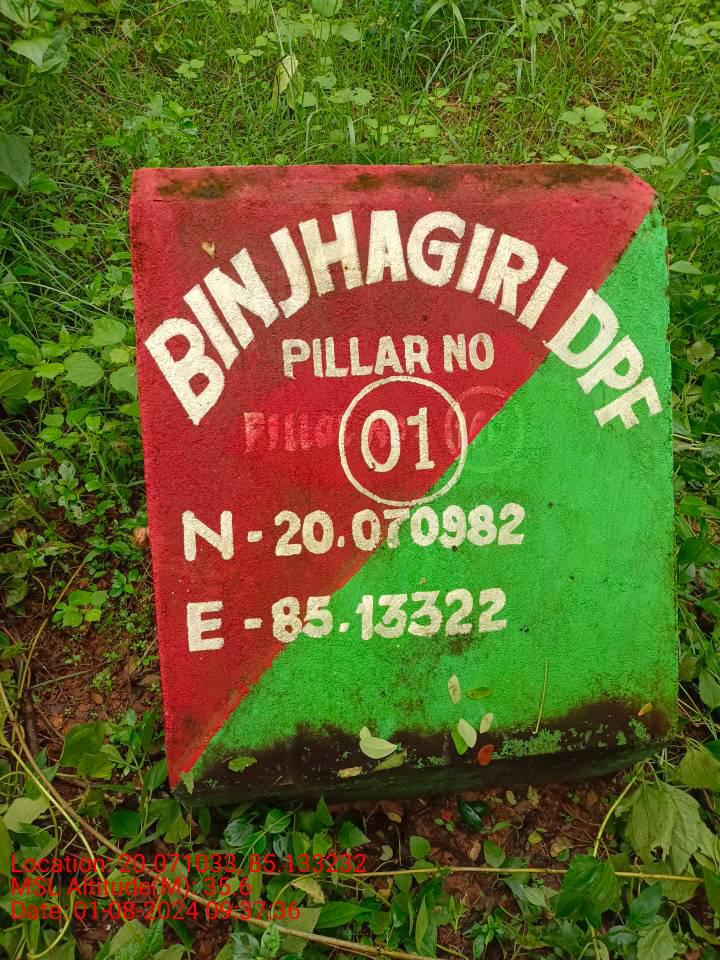 BINJHAGIRI DPF
PILLAR NO
01
Pilla
N-20.070982
E-85.13322
Location: 20.071033, 85.133232
MSL Altitude(M): 35.6
Date: 01-08-2024 09:37:36